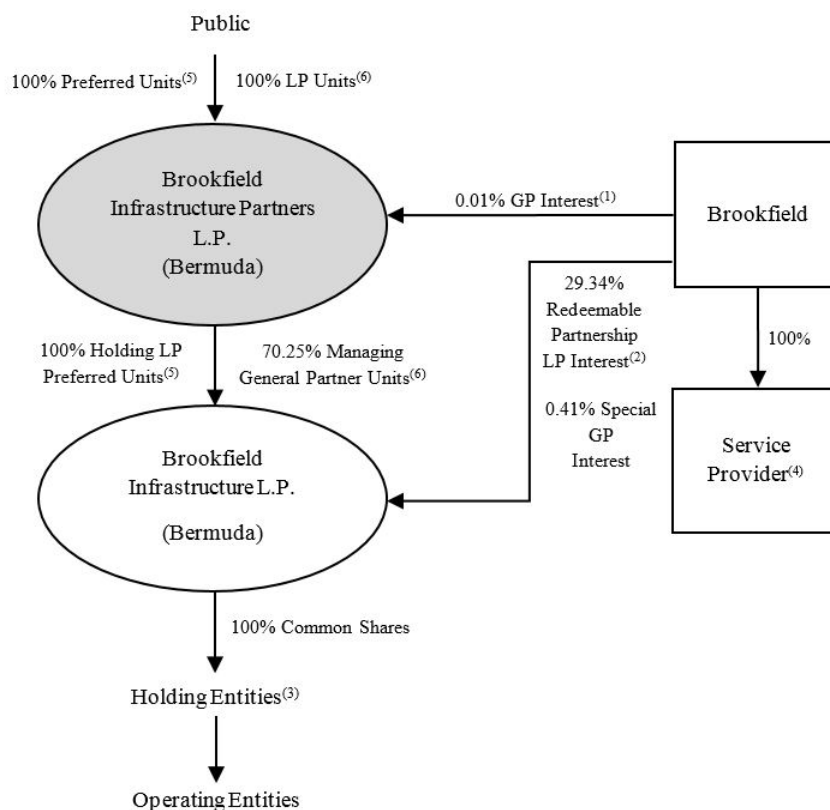 Public
100% Preferred Units(5)
100% LP Units(6)
Brookfield
Infrastructure Partners
L.P.
(Bermuda)
0.01% GP Interest(1)
Brookfield
29.34%
Redeemable
Partnership
LP Interest(2)
0.41% Special
GP
Interest
100%
100% Holding LP
Preferred Units(5)
70.25% Managing
General Partner Units(6)
Service
Provider(4)
Brookfield
Infrastructure L.P.
(Bermuda)
100% Common Shares
Holding Entities(3)
Operating Entities